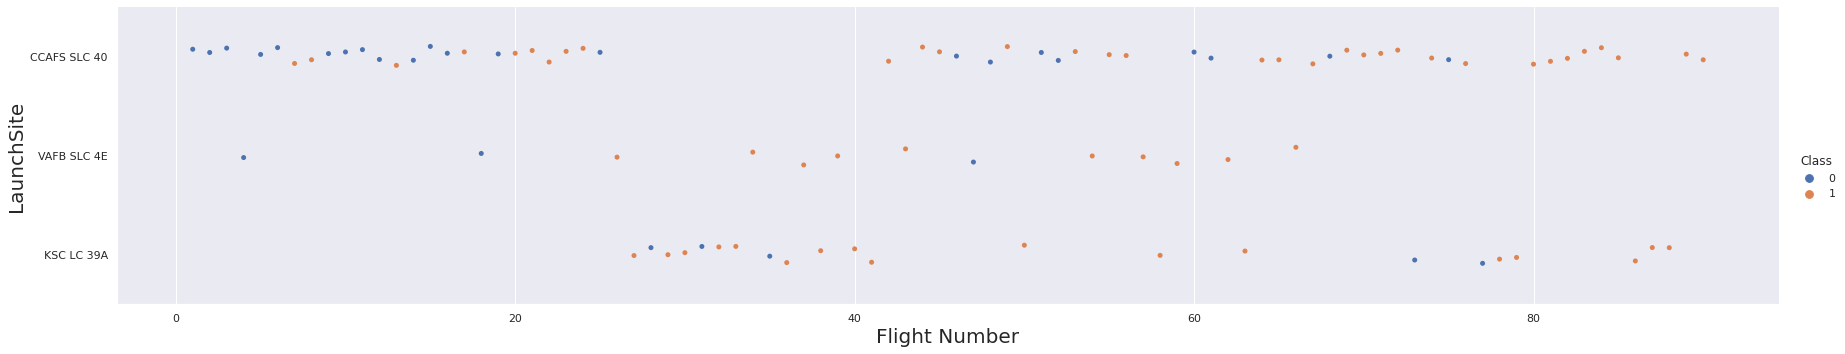 LaunchSite
CCAFS SLC 40
VAFB SLC 4E
KSC LC 39A
0
20
40
60
80
Flight Number
Class
0
1